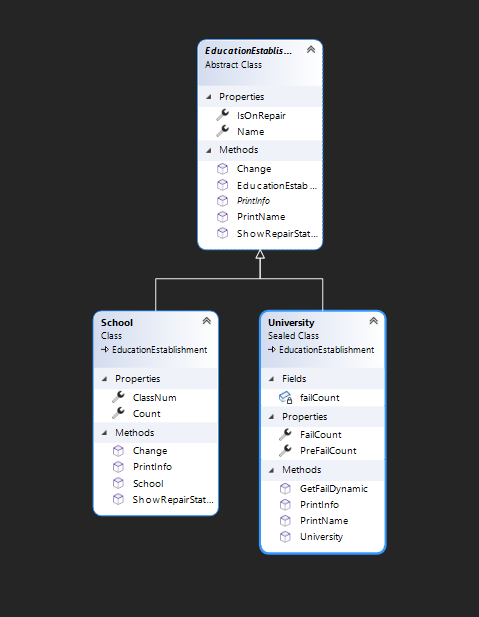 EducationEstablis...
Abstract Class
Properties
IsOnRepair
Name
Methods
Change
EducationEstab...
PrintInfo
PrintName
ShowRepairStat...
School
Class
EducationEstablishment
Properties
ClassNum
Count
Methods
Change
PrintInfo
School
ShowRepairStat...
University
Sealed Class
EducationEstablishment
Fields
failCount
Properties
FailCount
PreFailCount
Methods
GetFailDynamic
PrintInfo
PrintName
University